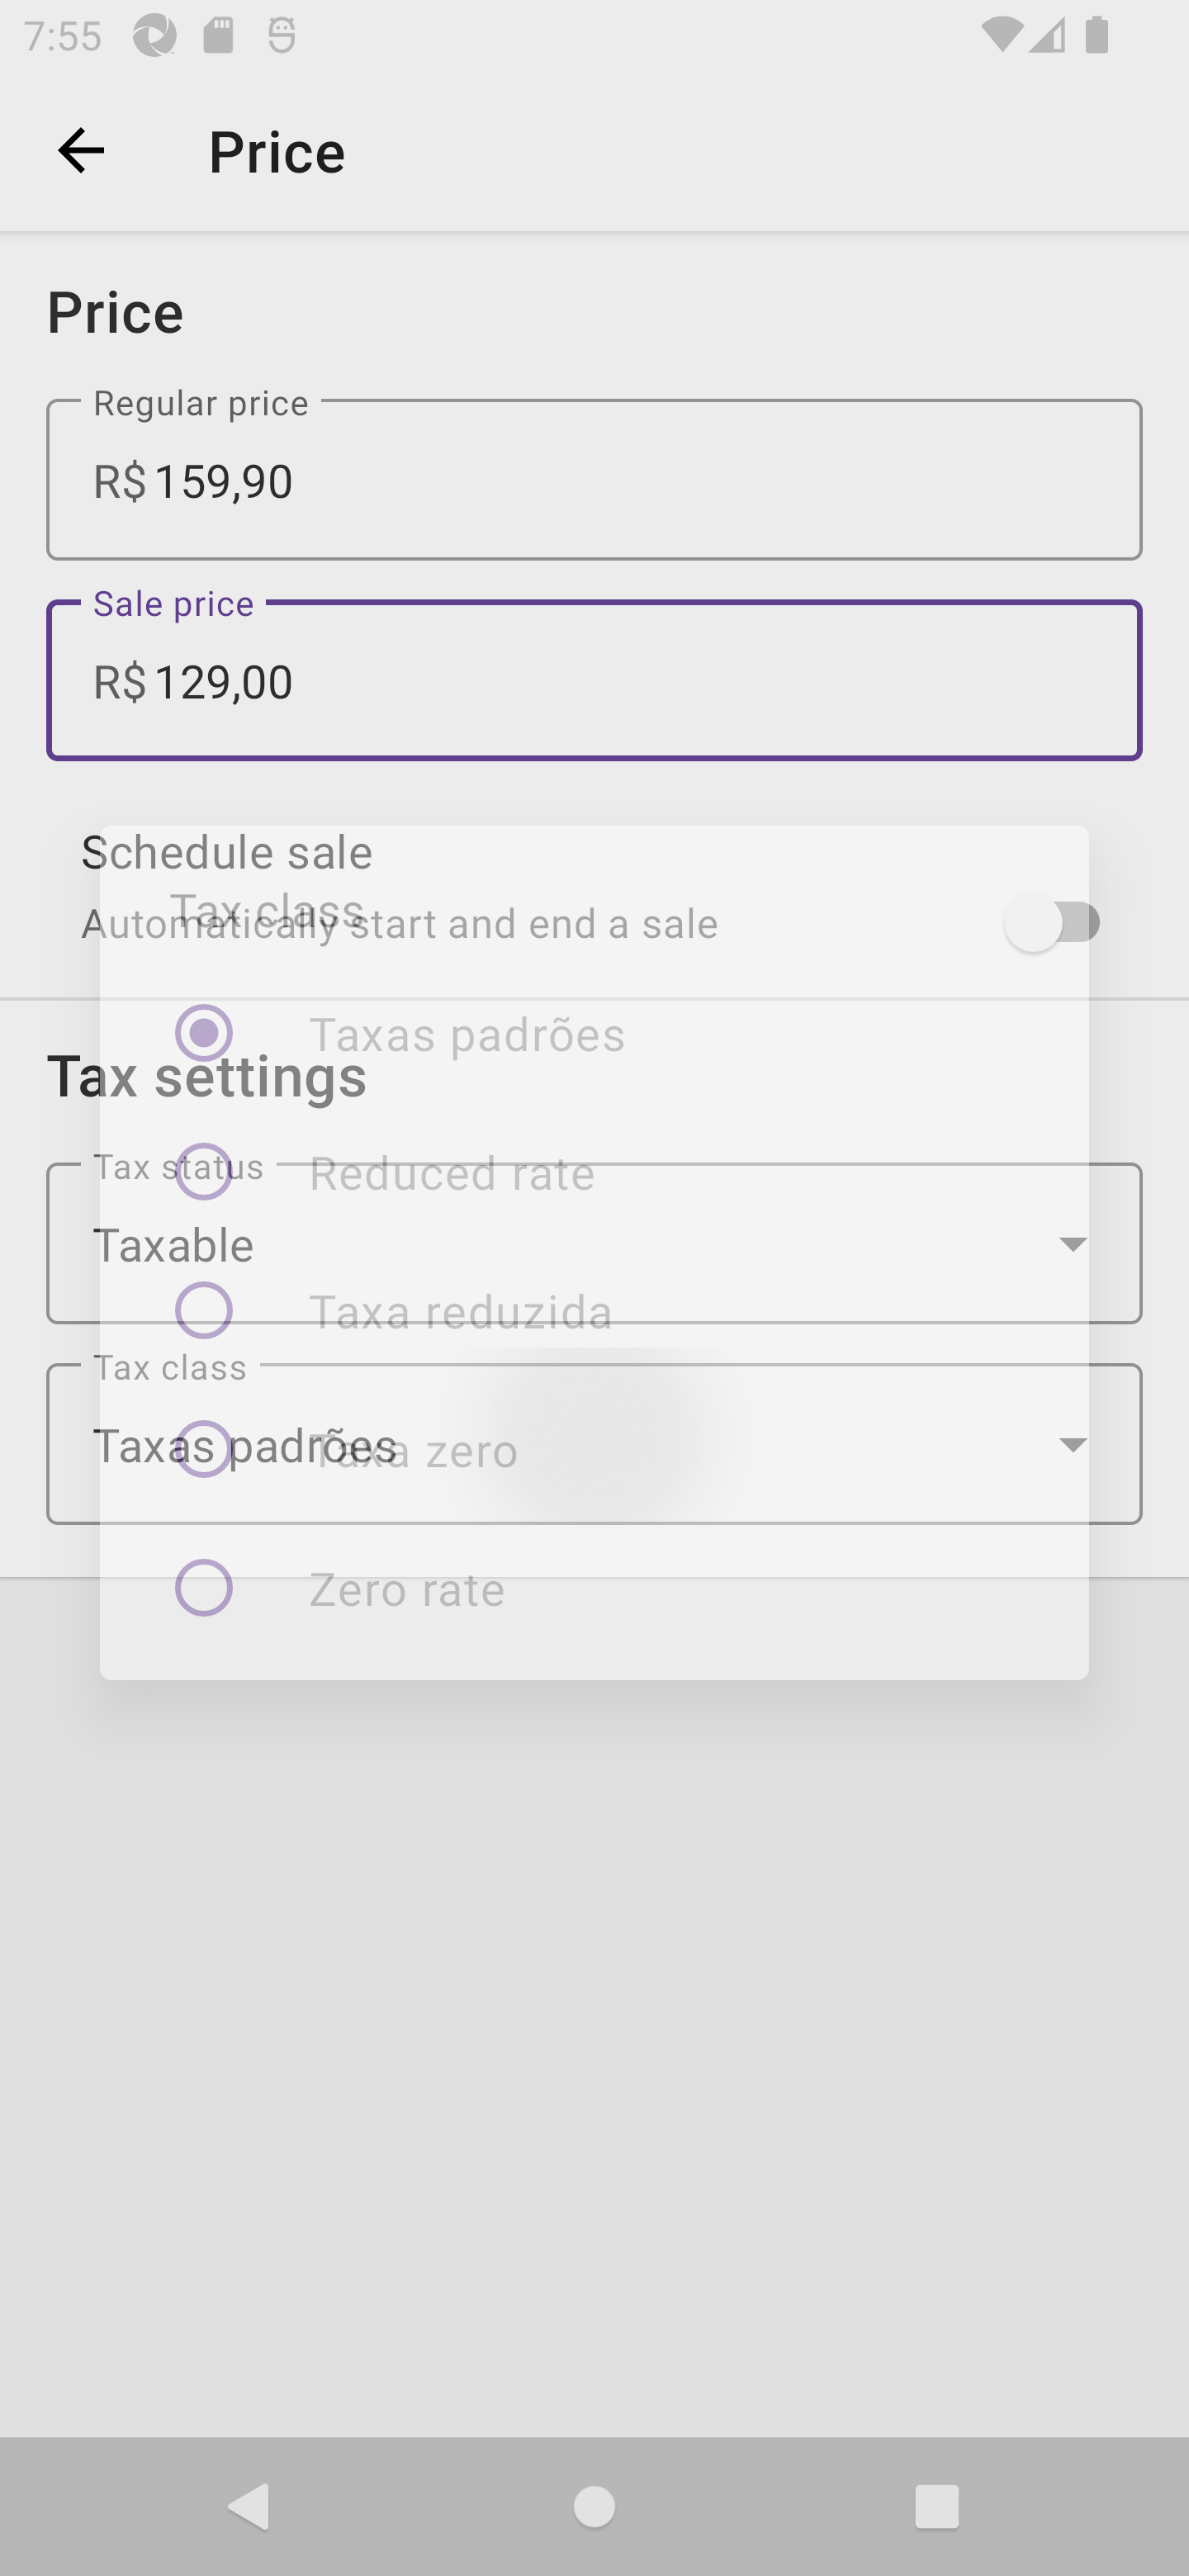 7:55
Price
Price
Regular price
R$ 159,90
Sale price
R$ 129,00
Schedule sale
Automatically start and end a sale
Tax class
Taxas padrões
Tax settings
Reduced rate
Tax status
Taxable
Taxa reduzida
Tax class
Taxas padrões
Taxa zero
Zero rate